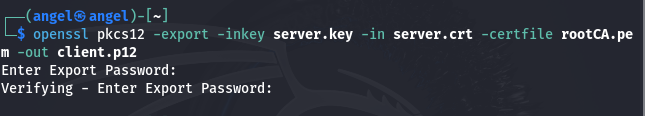 ┌──(angel㉿angel)-[~]
└─$ openssl pkcs12 -export -inkey server.key -in server.crt -certfile rootCA.pe
m -out client.p12
Enter Export Password:
Verifying - Enter Export Password: